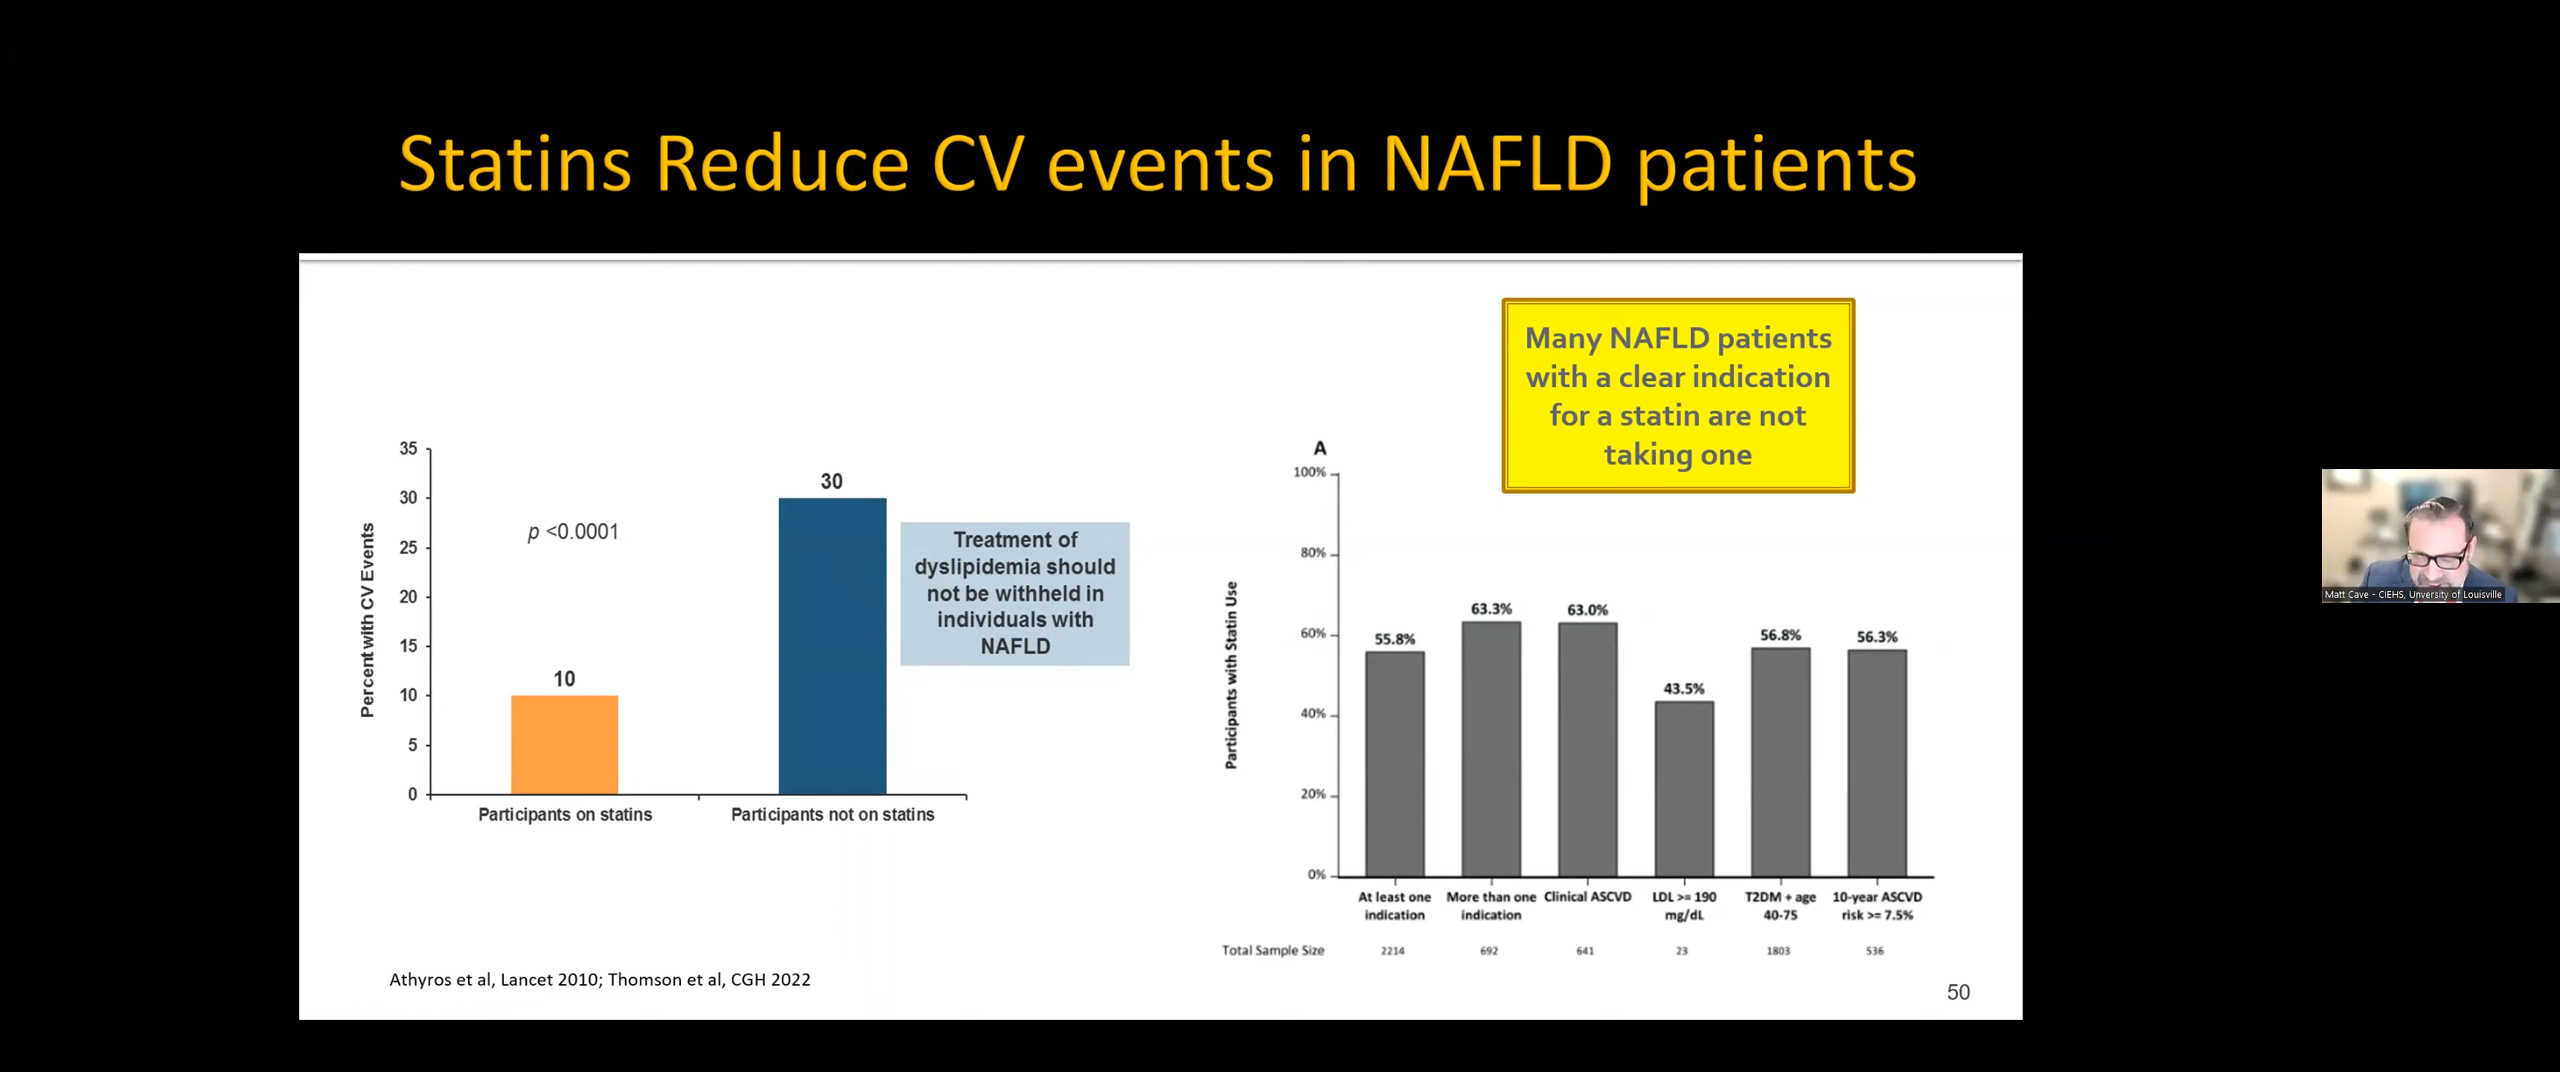 Statins Reduce CV events in NAFLD patients
Many NAFLD patients
with a clear indication
for a statin are not
taking one
35
30
25
20
15
10
5
0
Percent with CV Events
p <0.0001
10
30
Participants on statins
Participants not on statins
Treatment of
dyslipidemia should
not be withheld in
individuals with
NAFLD
A
100%
80%
60%
40%
20%
0%
Participants with Statin Use
55.8%
63.3%
63.0%
43.5%
56.8%
56.3%
At least one
indication
More than one
indication
Clinical ASCVD
LDL >= 190
mg/dL
T2DM + age
40-75
10-year ASCVD
risk >= 7.5%
Total Sample Size 2214 692 641 23 1803 536
Athyros et al, Lancet 2010; Thomson et al, CGH 2022
50
Matt Cave - CIEHS, Unversity of Louisville